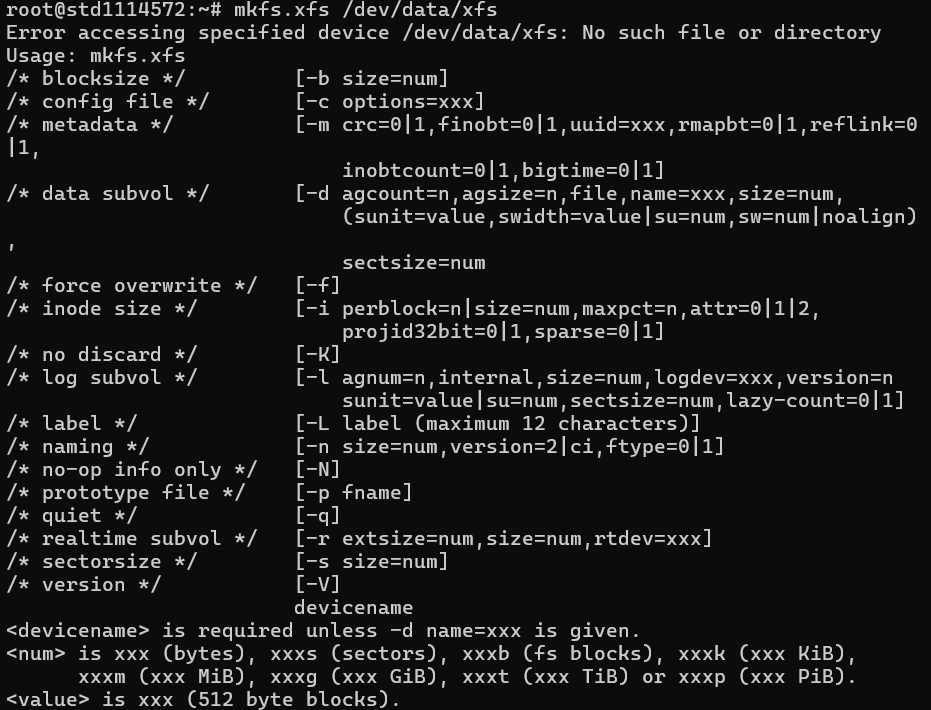 root@std1114572:~# mkfs.xfs /dev/data/xfs
Error accessing specified device /dev/data/xfs: No such file or directory
Usage: mkfs.xfs
/* blocksize */         [-b size=num]
/* config file */       [-c options=xxx]
/* metadata */          [-m crc=0|1,finobt=0|1,uuid=xxx,rmapbt=0|1,reflink=0
|1,
                            inobtcount=0|1,bigtime=0|1]
/* data subvol */       [-d agcount=n,agsize=n,file,name=xxx,size=num,
                            (sunit=value,swidth=value|su=num,sw=num|noalign)
,
                            sectsize=num
/* force overwrite */   [-f]
/* inode size */        [-i perblock=n|size=num,maxpct=n,attr=0|1|2,
                            projid32bit=0|1,sparse=0|1]
/* no discard */        [-K]
/* log subvol */        [-l agnum=n,internal,size=num,logdev=xxx,version=n
                            sunit=value|su=num,sectsize=num,lazy-count=0|1]
/* label */             [-L label (maximum 12 characters)]
/* naming */            [-n size=num,version=2|ci,ftype=0|1]
/* no-op info only */   [-N]
/* prototype file */    [-p fname]
/* quiet */             [-q]
/* realtime subvol */   [-r extsize=num,size=num,rtdev=xxx]
/* sectorsize */        [-s size=num]
/* version */           [-V]
                        devicename
<devicename> is required unless -d name=xxx is given.
<num> is xxx (bytes), xxxs (sectors), xxxb (fs blocks), xxxk (xxx KiB),
      xxxm (xxx MiB), xxxg (xxx GiB), xxxt (xxx TiB) or xxxp (xxx PiB).
<value> is xxx (512 byte blocks).